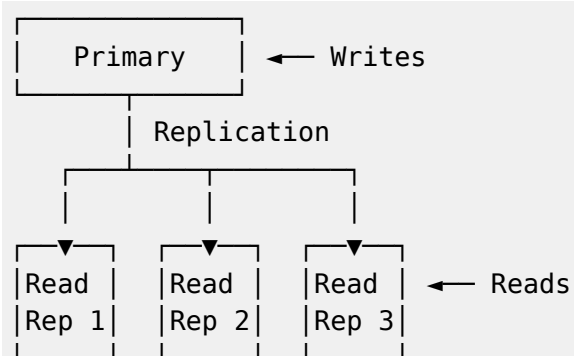 Primary ← Writes
Replication
Read Read Read ← Reads
Rep 1 Rep 2 Rep 3